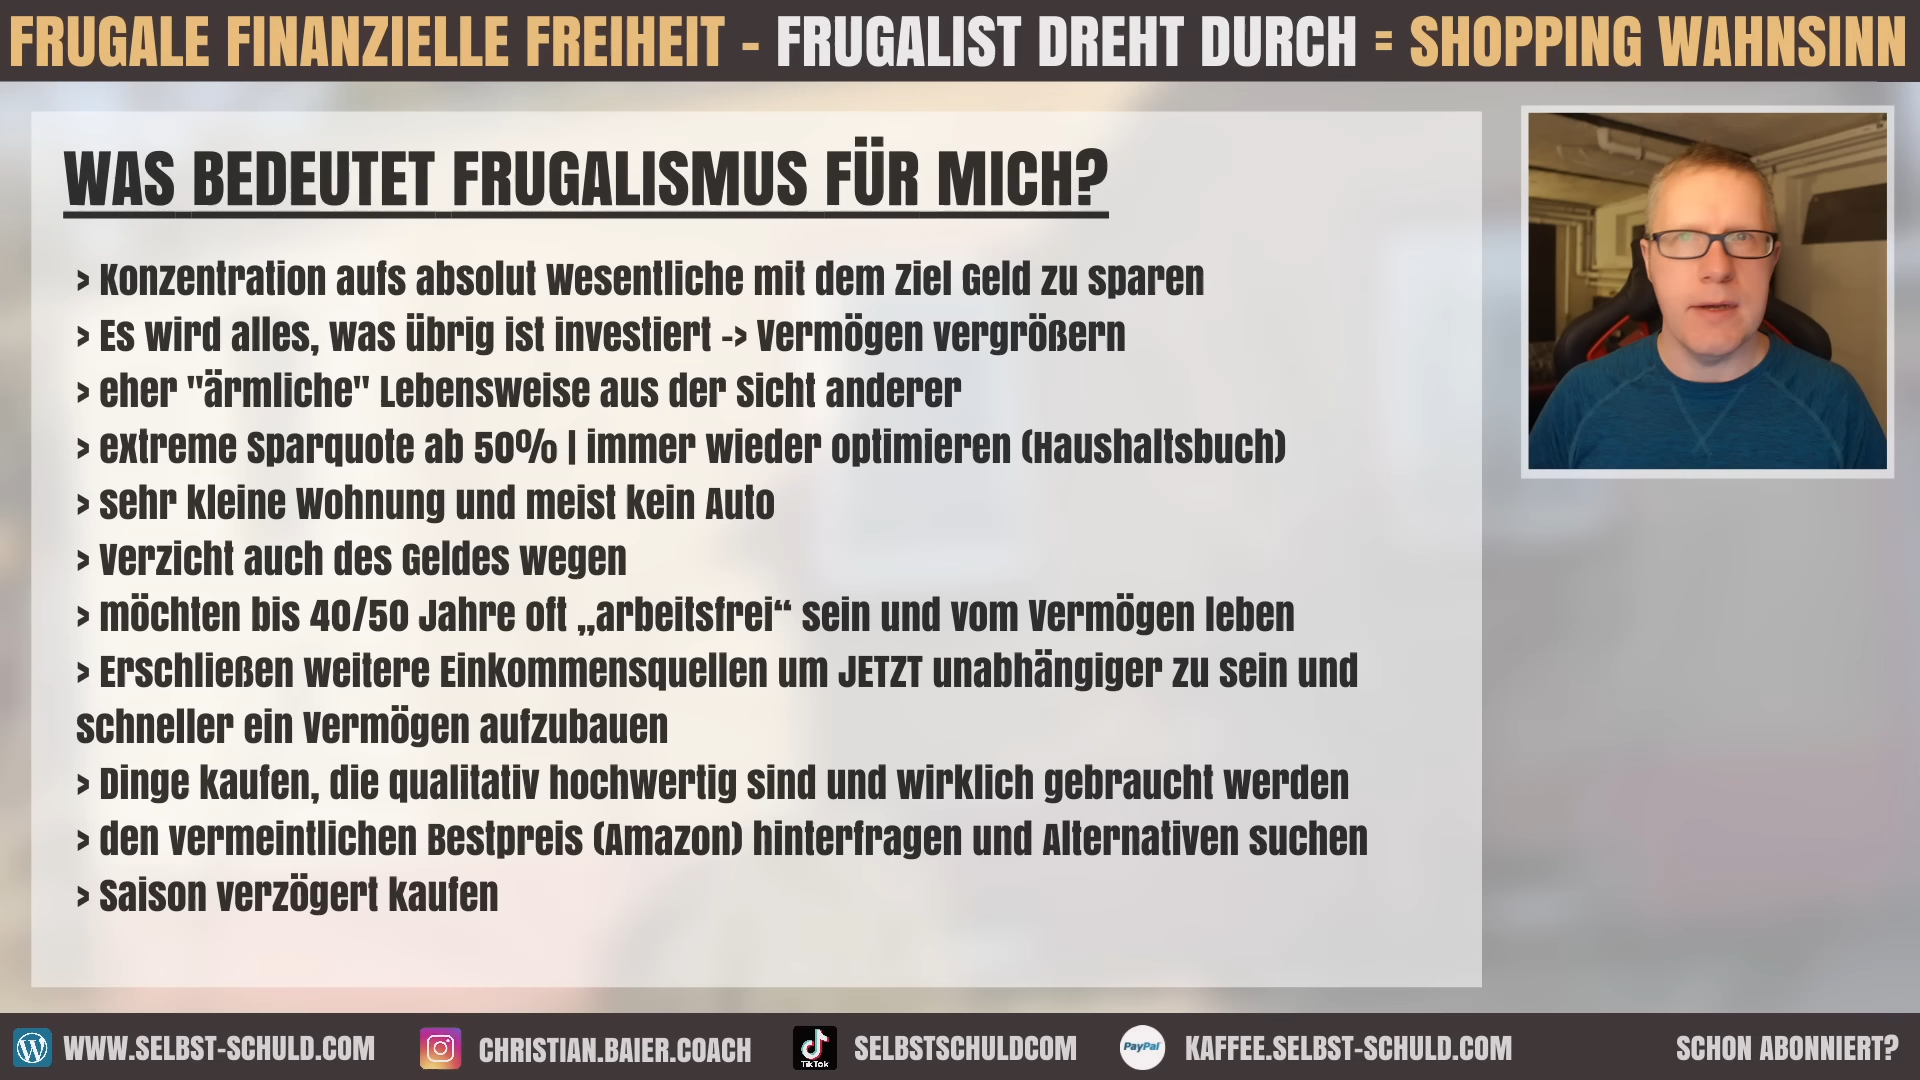 FRUGALE FINANZIELLE FREIHEIT - FRUGALIST DREHT DURCH = SHOPPING WAHNSINN
WAS BEDEUTET FRUGALISMUS FÜR MICH?
> Konzentration aufs absolut Wesentliche mit dem Ziel Geld zu sparen
> Es wird alles, was übrig ist investiert -> Vermögen vergrößern
> eher "ärmliche" Lebensweise aus der Sicht anderer
> extreme Sparquote ab 50% | immer wieder optimieren (Haushaltsbuch)
> sehr kleine Wohnung und meist kein Auto
> Verzicht auch des Geldes wegen
> möchten bis 40/50 Jahre oft „arbeitsfrei“ sein und vom Vermögen leben
> Erschließen weitere Einkommensquellen um JETZT unabhängiger zu sein und
schneller ein Vermögen aufzubauen
> Dinge kaufen, die qualitativ hochwertig sind und wirklich gebraucht werden
> den vermeintlichen Bestpreis (Amazon) hinterfragen und Alternativen suchen
> Saison verzögert kaufen
WWW.SELBST-SCHULD.COM CHRISTIAN.BAIER.COACH TikTok SELBSTSCHULDCOM PayPal KAFFEE.SELBST-SCHULD.COM SCHON ABONNIERT?